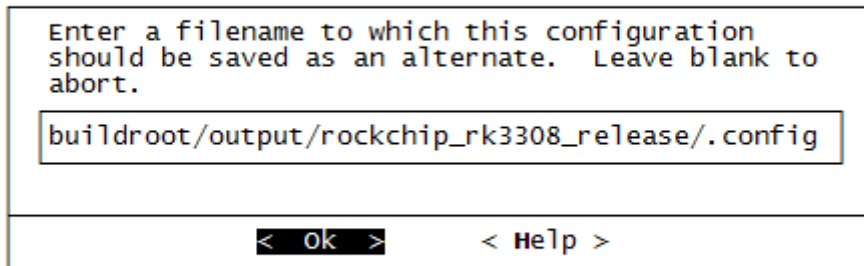 Enter a filename to which this configuration
should be saved as an alternate.  Leave blank to
abort.
buildroot/output/rockchip_rk3308_release/.config
<  Ok  >      < Help >